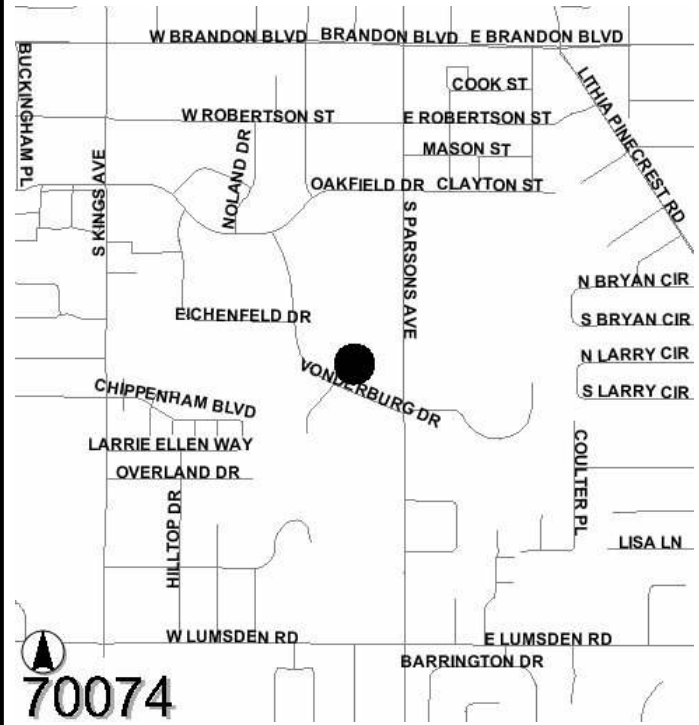 W BRANDON BLVD
BRANDON BLVD
E BRANDON BLVD
BUCKINGHAM PL
LITHIA PINECREST RD
COOK ST
W ROBERTSON ST
E ROBERTSON ST
NOLAND DR
MASON ST
S KINGS AVE
OAKFIELD DR
CLAYTON ST
S PARSONS AVE
N BRYAN CIR
EICHENFELD DR
S BRYAN CIR
N LARRY CIR
VONDERBURG DR
CHIPPENHAM BLVD
S LARRY CIR
LARRIE ELLEN WAY
COULTER PL
OVERLAND DR
HILLTOP DR
LISA LN
W LUMSDEN RD
E LUMSDEN RD
BARRINGTON DR
70074